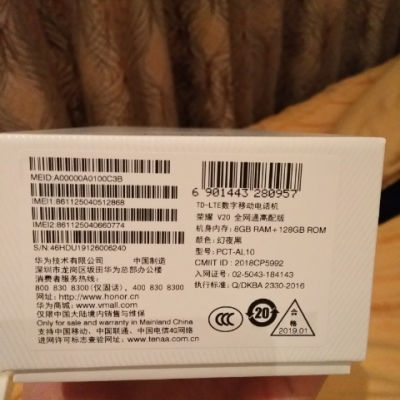 MEID:A00000A0100C3B
IMEI1:861125040512868
IMEI2:861125040660774
S/N:46HDU19126006240
华为技术有限公司 中国制造
深圳市龙岗区坂田华为总部办公楼
消费者服务热线:
800 830 8300(仅固话), 400 830 8300
华为官网: www.honor.cn
华为商城: www.vmall.com
仅限中国大陆境内销售与维保
Only for sale and warranty in Mainland China
支持中国移动、中国联通、中国电信4G网络
进网许可标志查验网址: www.tenaa.com.cn
6 901443 280957
TD-LTE数字移动电话机
荣耀 V20 全网通高配版
机身内存: 8GB RAM+128GB ROM
颜色: 幻夜黑
型号: PCT-AL10
CMIIT ID: 2018CP5992
入网证号: 02-5043-184143
执行标准: Q/DKBA 2330-2016
CCC
20
合格
2019.01